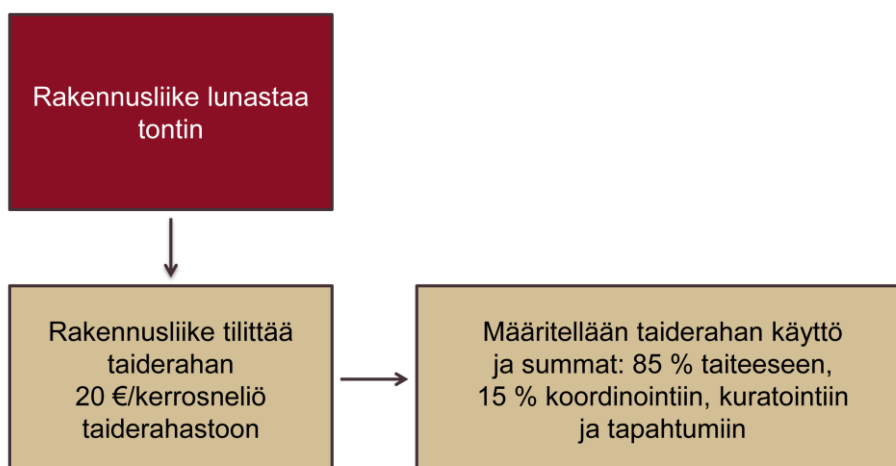 Rakennusliike lunastaa
tontin
Rakennusliike tilittää
taiderahan
20 €/kerrosneliö
taiderahastoon
Määritellään taiderahan käyttö
ja summat: 85 % taiteeseen,
15 % koordinointiin, kuratointiin
ja tapahtumiin